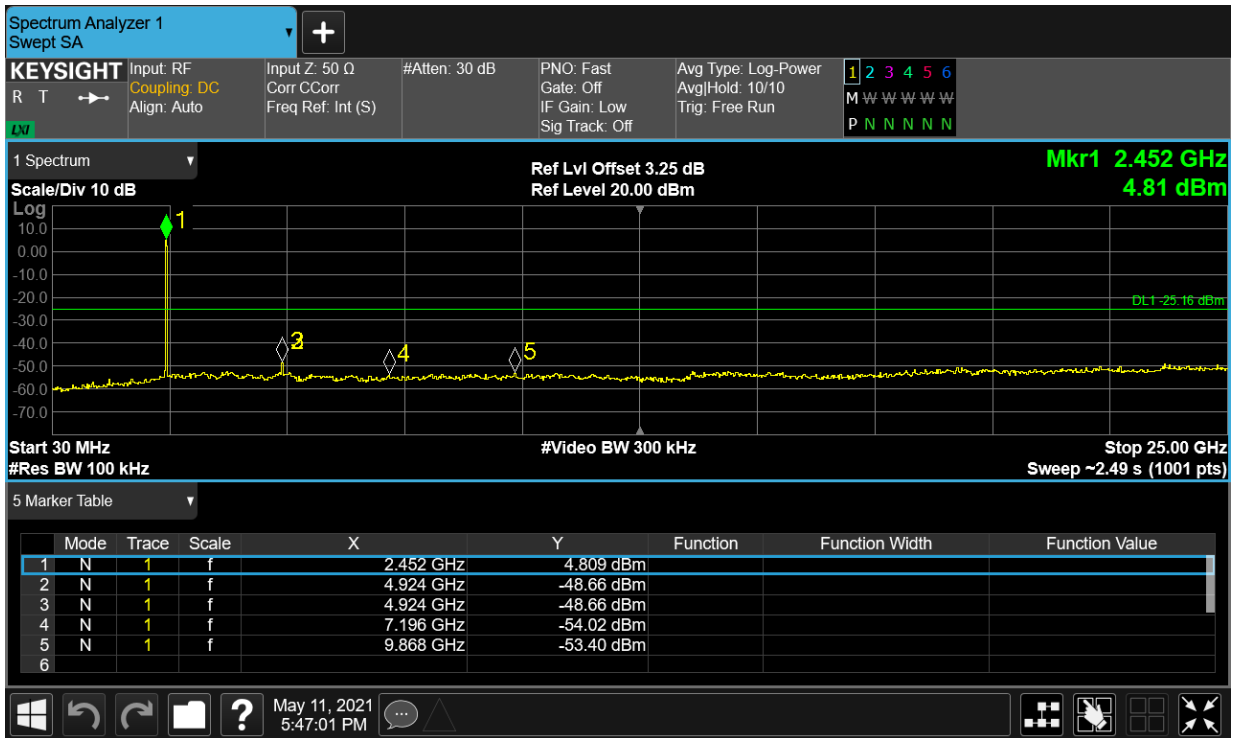 Spectrum Analyzer 1
Swept SA
+
KEYSIGHT
R T
LXI
Input: RF
Coupling: DC
Align: Auto
Input Z: 50 Ω
Corr CCorr
Freq Ref: Int (S)
#Atten: 30 dB
PNO: Fast
Gate: Off
IF Gain: Low
Sig Track: Off
Avg Type: Log-Power
Avg|Hold: 10/10
Trig: Free Run
1 2 3 4 5 6
M W W W W W
P N N N N N
1 Spectrum
Scale/Div 10 dB
Ref Lvl Offset 3.25 dB
Ref Level 20.00 dBm
Mkr1 2.452 GHz
4.81 dBm
Log
10.0
0.00
-10.0
-20.0
-30.0
-40.0
-50.0
-60.0
-70.0
1
3
4
5
DL1 -25.16 dBm
Start 30 MHz
#Res BW 100 kHz
#Video BW 300 kHz
Stop 25.00 GHz
Sweep ~2.49 s (1001 pts)
5 Marker Table
Mode Trace Scale X Y Function Function Width Function Value
1 N 1 f 2.452 GHz 4.809 dBm
2 N 1 f 4.924 GHz -48.66 dBm
3 N 1 f 4.924 GHz -48.66 dBm
4 N 1 f 7.196 GHz -54.02 dBm
5 N 1 f 9.868 GHz -53.40 dBm
6
?
May 11, 2021
5:47:01 PM
...